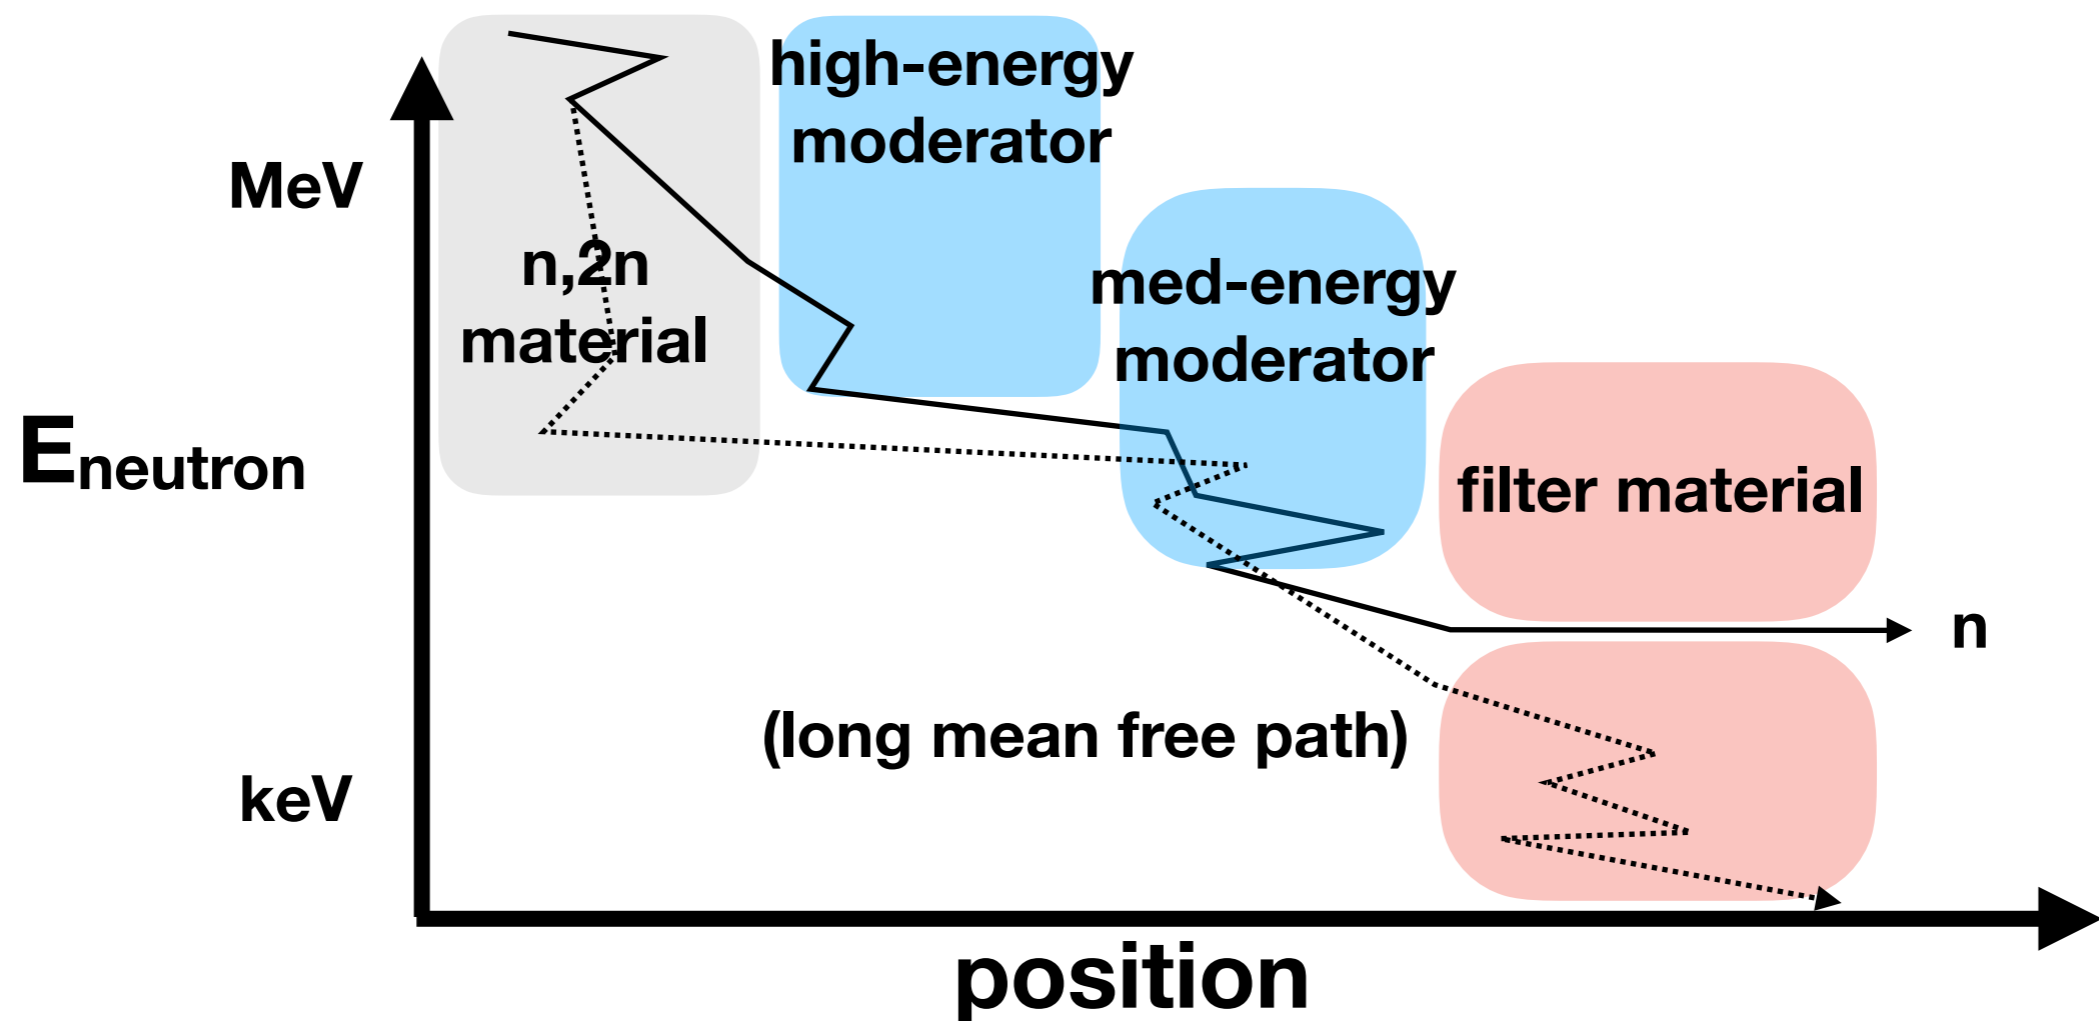 high-energy
moderator
MeV
n,2n
material
med-energy
moderator
Eneutron
filter material
n
(long mean free path)
keV
position